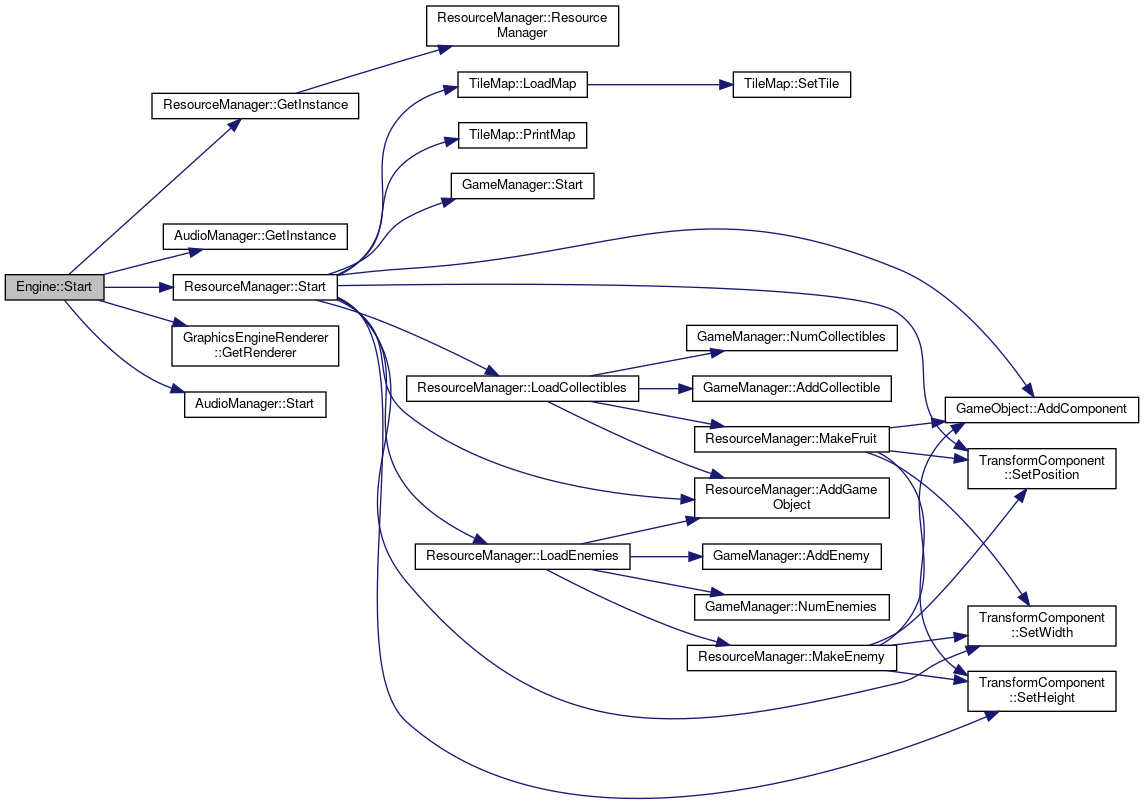 ResourceManager::Resource
Manager
TileMap::LoadMap
TileMap::SetTile
ResourceManager::GetInstance
TileMap::PrintMap
GameManager::Start
AudioManager::GetInstance
Engine::Start
ResourceManager::Start
GraphicsEngineRenderer
::GetRenderer
GameManager::NumCollectibles
ResourceManager::LoadCollectibles
GameManager::AddCollectible
AudioManager::Start
GameObject::AddComponent
ResourceManager::MakeFruit
TransformComponent
::SetPosition
ResourceManager::AddGame
Object
ResourceManager::LoadEnemies
GameManager::AddEnemy
GameManager::NumEnemies
TransformComponent
::SetWidth
ResourceManager::MakeEnemy
TransformComponent
::SetHeight